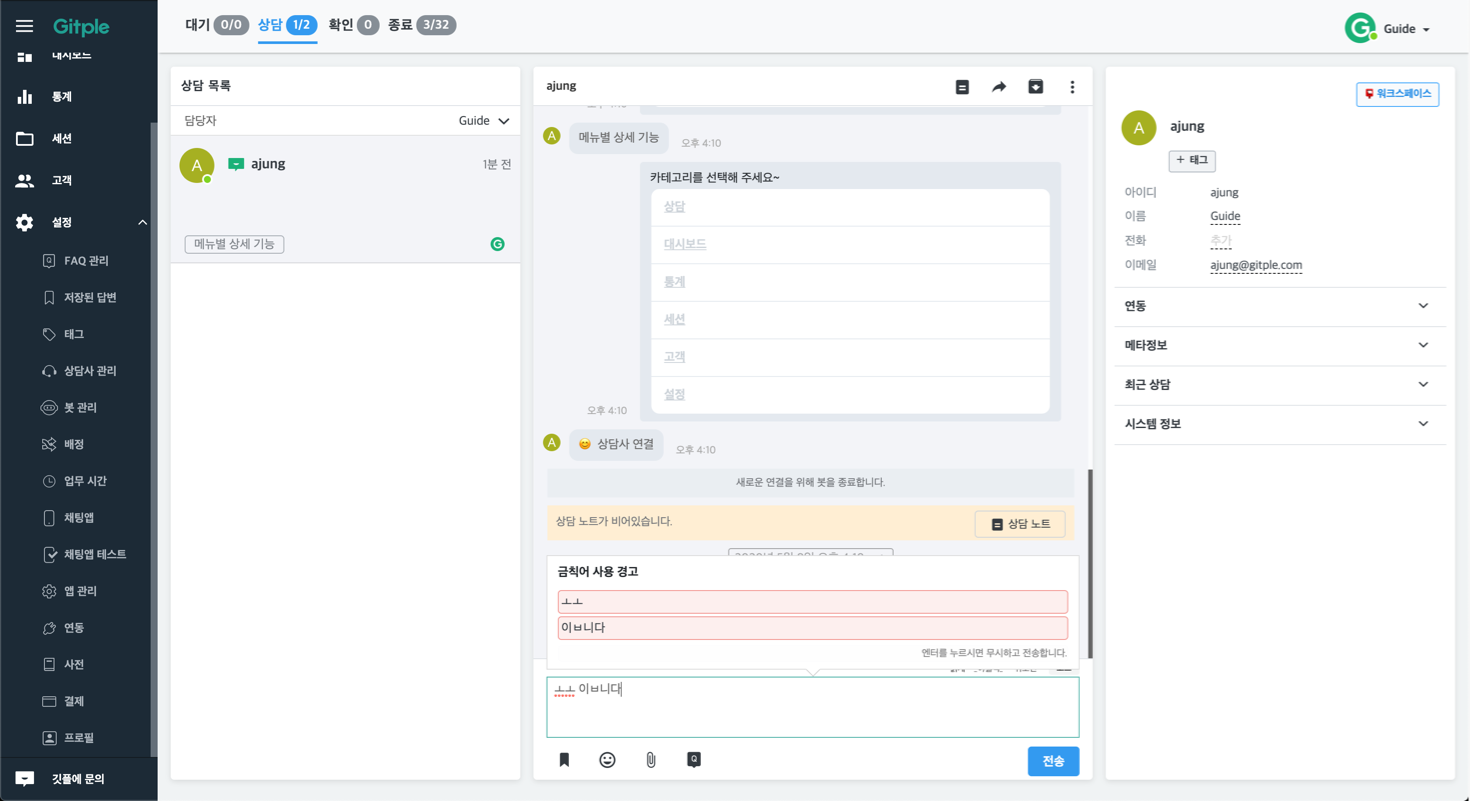 Gitple
대시보드
통계
세션
고객
설정
FAQ 관리
저장된 답변
태그
상담사 관리
봇 관리
배정
업무 시간
채팅앱
채팅앱 테스트
앱 관리
연동
사전
결제
프로필
깃플에 문의
대기 0/0 상담 1/2 확인 0 종료 3/32
G Guide
상담 목록
담당자 Guide
A ajung 1분 전
메뉴별 상세 기능 G
ajung
A 메뉴별 상세 기능 오후 4:10
카테고리를 선택해 주세요~
상담
대시보드
통계
세션
고객
설정
오후 4:10
A 상담사 연결 오후 4:10
새로운 연결을 위해 봇을 종료합니다.
상담 노트가 비어있습니다. 상담 노트
금칙어 사용 경고
ㅗㅗ
이ㅂ니다
엔터를 누르시면 무시하고 전송합니다.
ㅗㅗ 이ㅂ니다
Q
전송
워크스페이스
A ajung
+ 태그
아이디 ajung
이름 Guide
전화 추가
이메일 ajung@gitple.com
연동
메타정보
최근 상담
시스템 정보